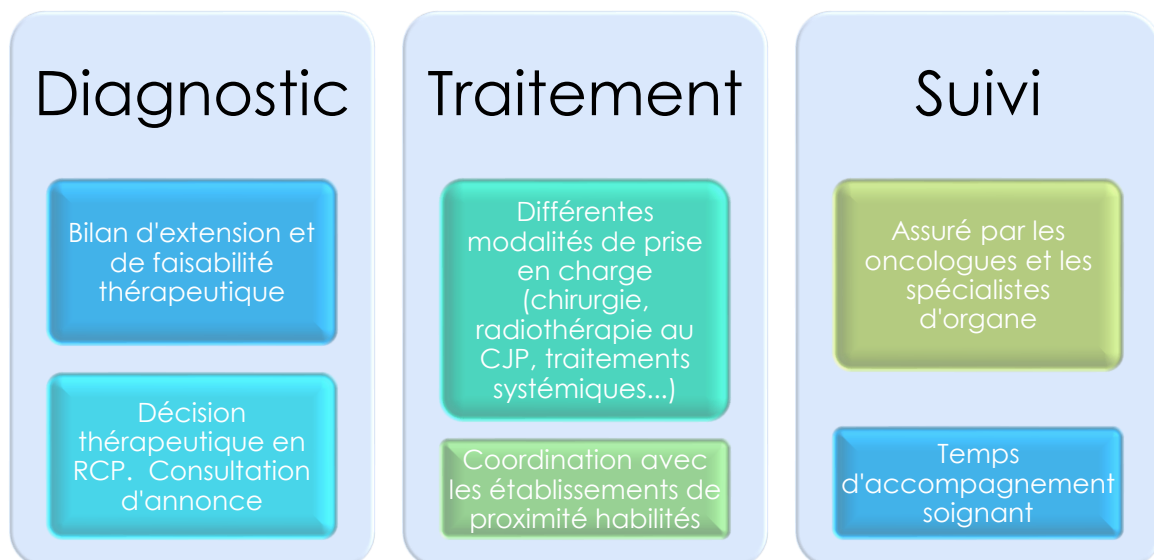 Diagnostic
Bilan d'extension et
de faisabilité
thérapeutique
Décision
thérapeutique en
RCP.  Consultation
d'annonce
Traitement
Différentes
modalités de prise
en charge
(chirurgie,
radiothérapie au
CJP, traitements
systémiques...)
Coordination avec
les établissements de
proximité habilités
Suivi
Assuré par les
oncologues et les
spécialistes
d'organe
Temps
d'accompagnement
soignant